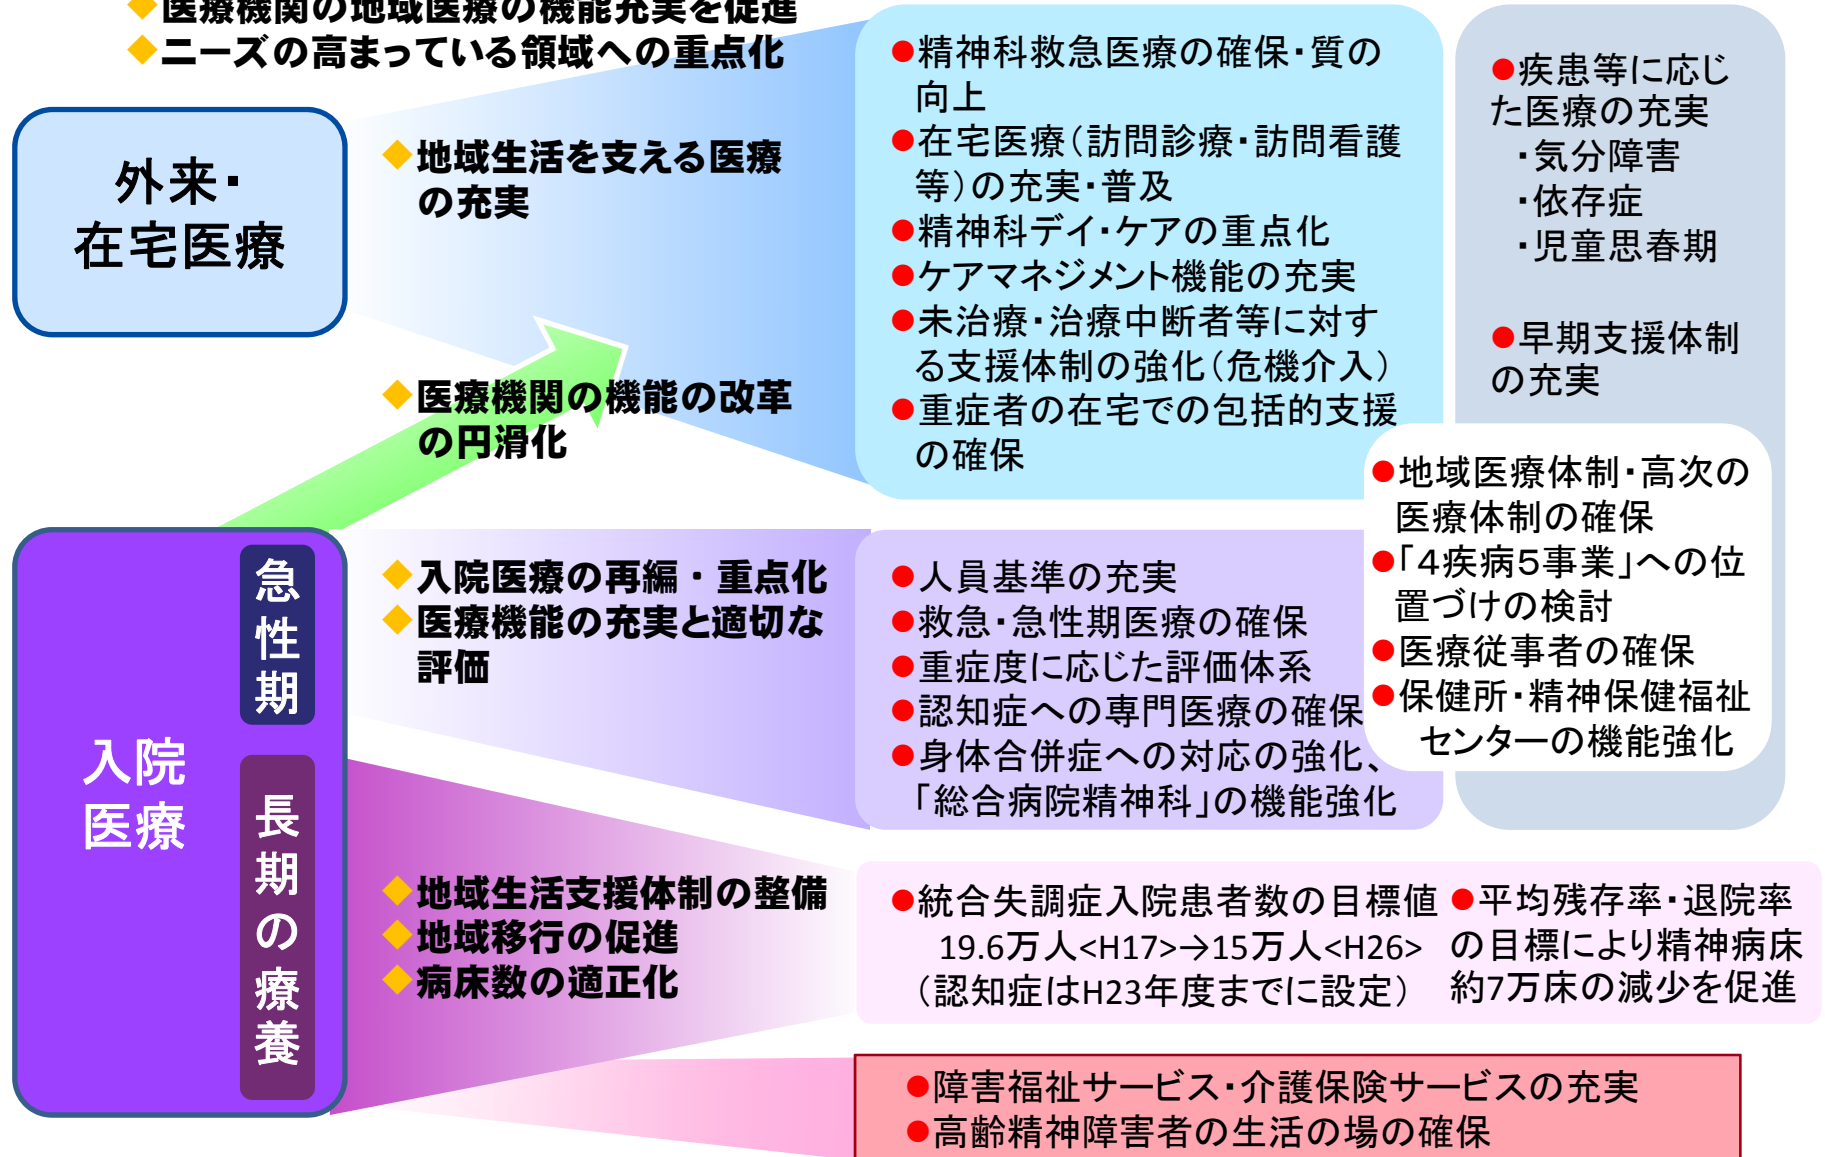 ◆医療機関の地域医療の機能充実を促進
◆ニーズの高まっている領域への重点化
外来・
在宅医療
◆地域生活を支える医療
の充実
◆医療機関の機能の改革
の円滑化
●精神科救急医療の確保・質の
向上
●在宅医療（訪問診療・訪問看護
等）の充実・普及
●精神科デイ・ケアの重点化
●ケアマネジメント機能の充実
●未治療・治療中断者等に対す
る支援体制の強化（危機介入）
●重症者の在宅での包括的支援
の確保
●疾患等に応じ
た医療の充実
・気分障害
・依存症
・児童思春期
●早期支援体制
の充実
●地域医療体制・高次の
医療体制の確保
●「４疾病５事業」への位
置づけの検討
●医療従事者の確保
●保健所・精神保健福祉
センターの機能強化
入院
医療
急性期
長期の療養
◆入院医療の再編・重点化
◆医療機能の充実と適切な
評価
●人員基準の充実
●救急・急性期医療の確保
●重症度に応じた評価体系
●認知症への専門医療の確保
●身体合併症への対応の強化、
「総合病院精神科」の機能強化
◆地域生活支援体制の整備
◆地域移行の促進
◆病床数の適正化
●統合失調症入院患者数の目標値
19.6万人<H17>→15万人<H26>
（認知症はH23年度までに設定）
●平均残存率・退院率
の目標により精神病床
約7万床の減少を促進
●障害福祉サービス・介護保険サービスの充実
●高齢精神障害者の生活の場の確保